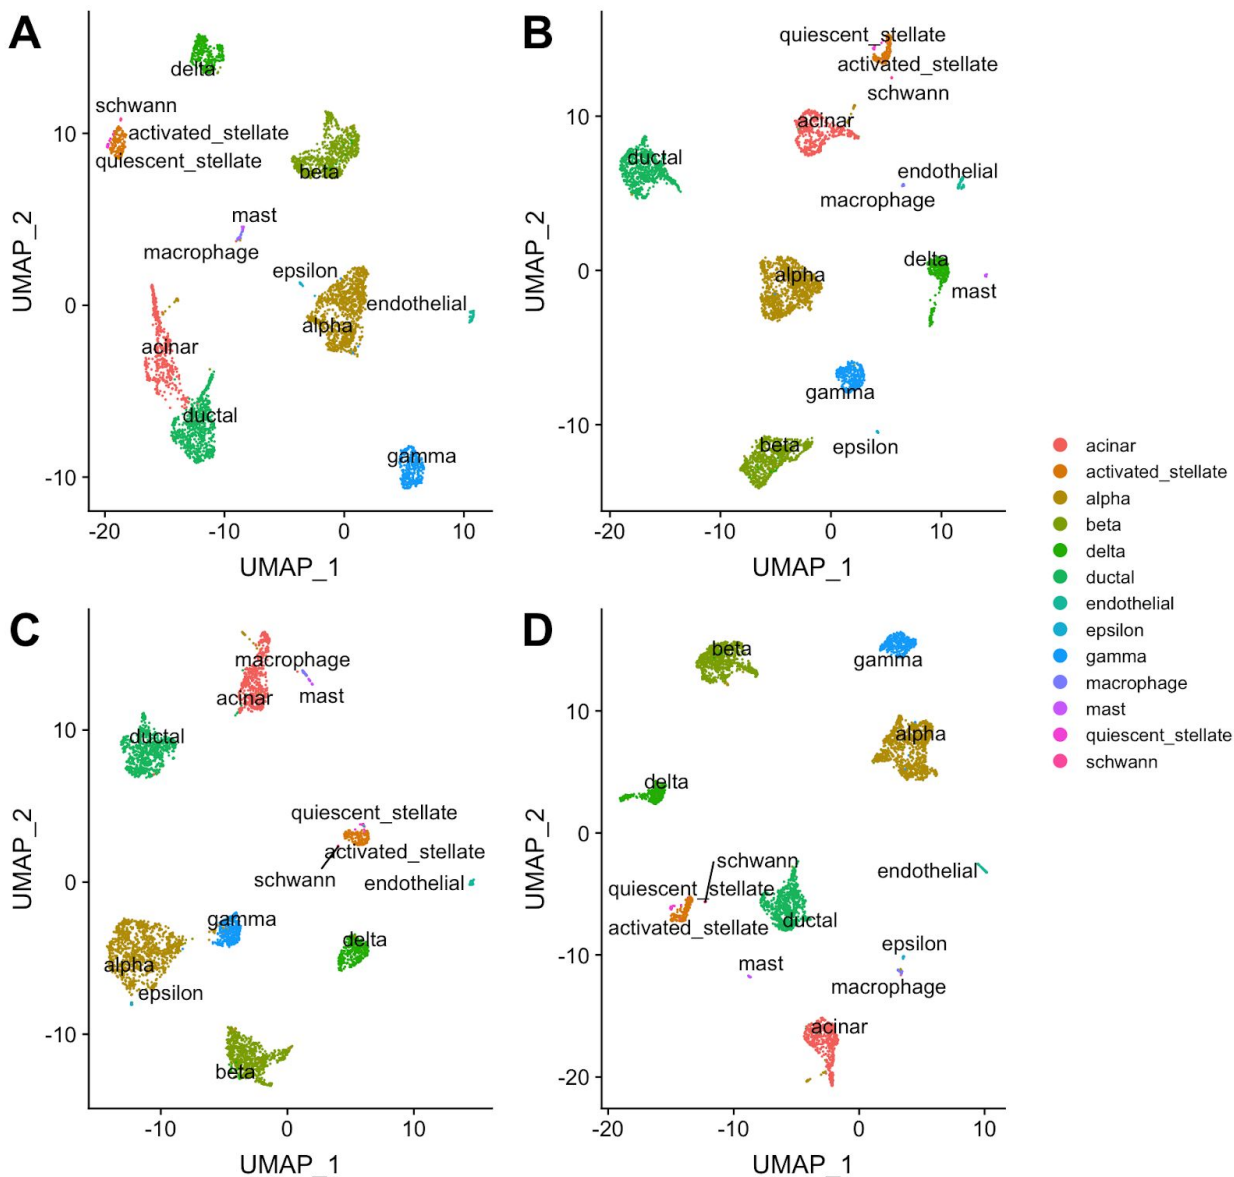 A
delta
schwann
10
activated_stellate
quiescent_stellate
beta
mast
macrophage
epsilon
endothelial
0
alpha
acinar
ductal
gamma
-10
-20
-10
0
10
UMAP_1
UMAP_2
B
quiescent_stellate
activated_stellate
schwann
10
acinar
ductal
endothelial
macrophage
delta
0
alpha
mast
gamma
-10
beta
epsilon
-20
-10
0
10
UMAP_1
UMAP_2
acinar
activated_stellate
alpha
beta
delta
ductal
endothelial
epsilon
gamma
macrophage
mast
quiescent_stellate
schwann
C
macrophage
acinar
mast
10
ductal
quiescent_stellate
activated_stellate
schwann
endothelial
0
gamma
delta
alpha
epsilon
-10
beta
-10
0
10
UMAP_1
UMAP_2
D
beta
gamma
10
alpha
delta
0
schwann
endothelial
quiescent_stellate
ductal
activated_stellate
epsilon
-10
mast
macrophage
acinar
-20
-20
-10
0
10
UMAP_1
UMAP_2